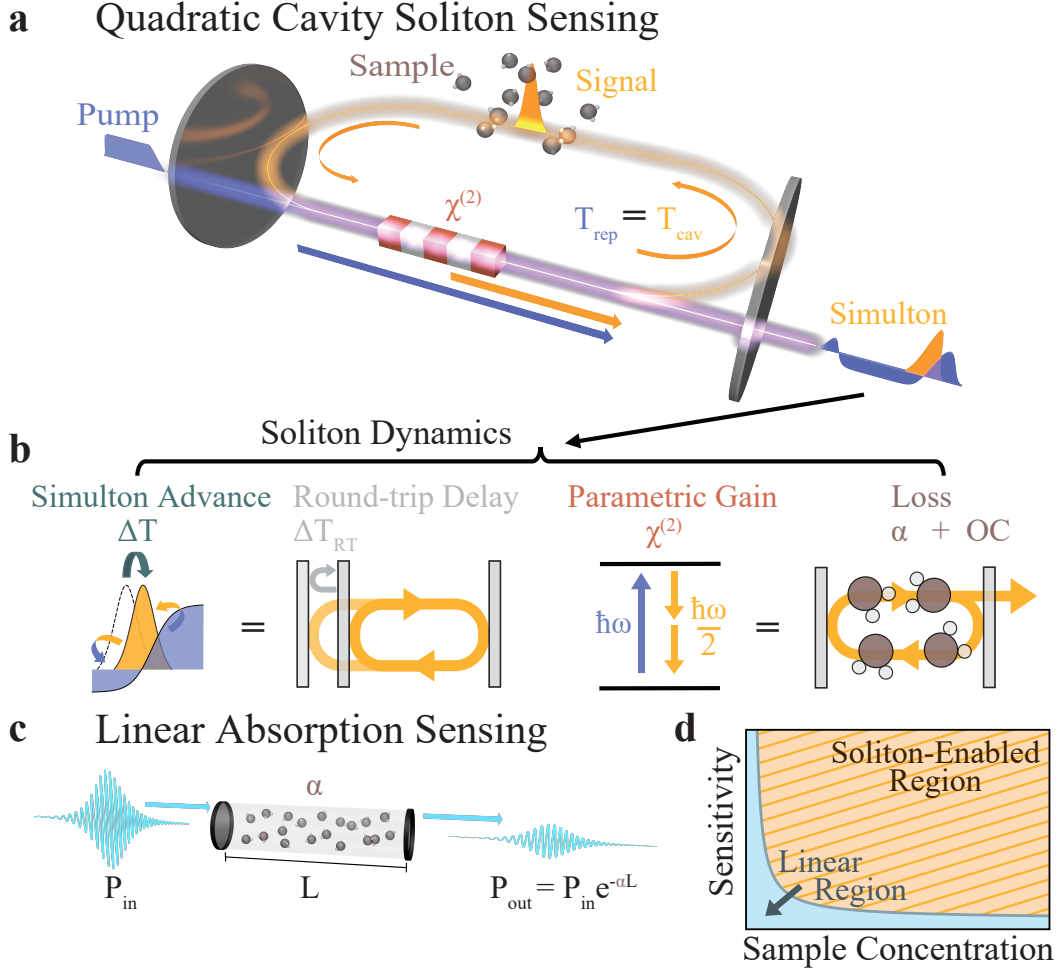 a Quadratic Cavity Soliton Sensing
Sample
Signal
Pump
χ(2)
Trep = Tcav
Simulton
b Soliton Dynamics
Simulton Advance
ΔT
=
Round-trip Delay
ΔTRT
Parametric Gain
χ(2)
ħω
ħω/2
=
Loss
α + OC
c Linear Absorption Sensing
α
Pin
L
Pout = Pin e-αL
d
Sensitivity
Soliton-Enabled
Region
Linear
Region
Sample Concentration